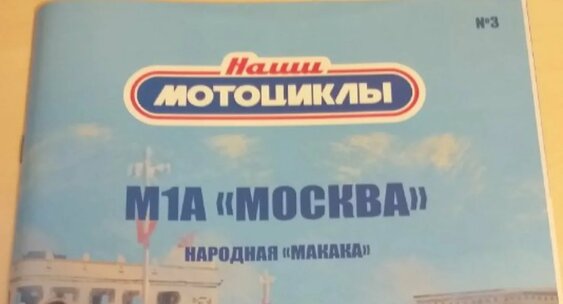 №3
Наши
МОТОЦИКЛЫ
М1А «МОСКВА»
НАРОДНАЯ «МАКАКА»